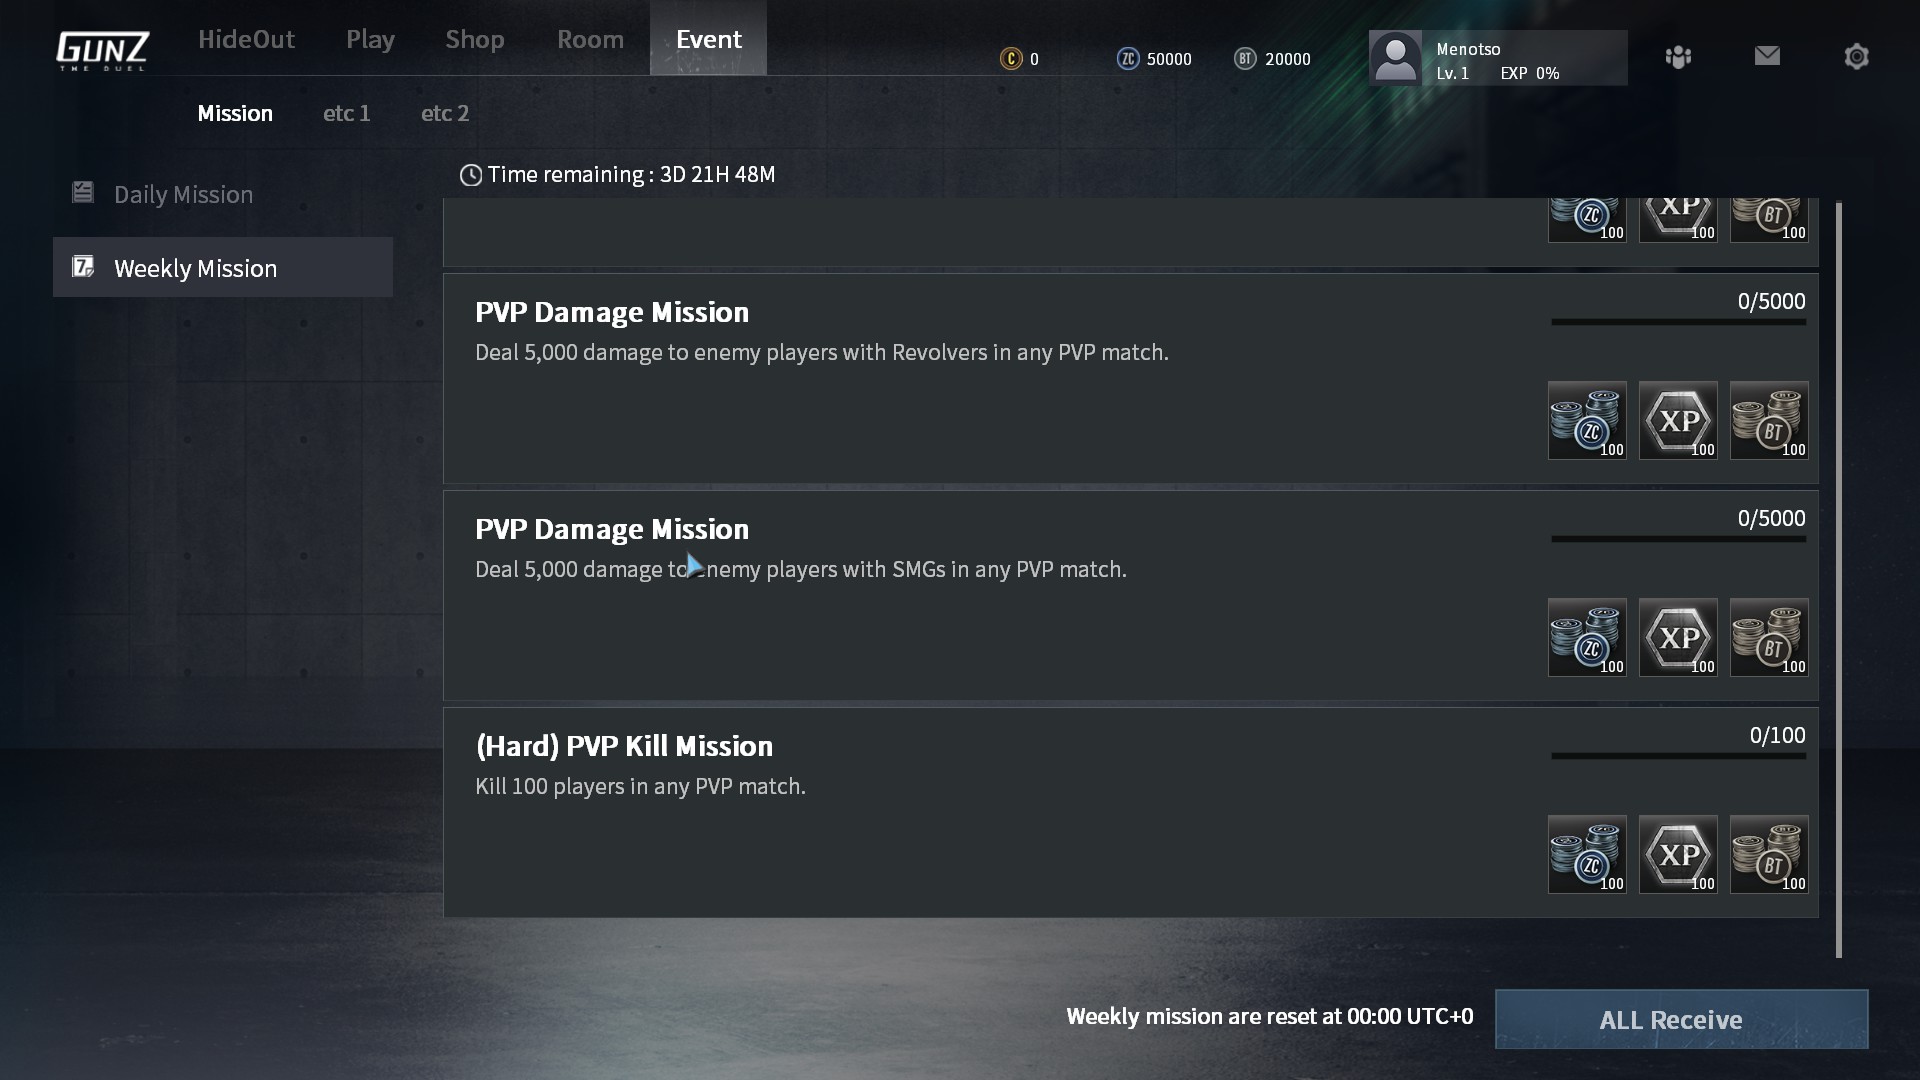 GUNZ
THE DUEL
HideOut Play Shop Room Event
C 0 ZC 50000 BT 20000
Menotso
Lv. 1 EXP 0%
Mission etc 1 etc 2
Time remaining : 3D 21H 48M
Daily Mission
7 Weekly Mission
ZC 100 XP 100 BT 100
PVP Damage Mission 0/5000
Deal 5,000 damage to enemy players with Revolvers in any PVP match.
ZC 100 XP 100 BT 100
PVP Damage Mission 0/5000
Deal 5,000 damage to enemy players with SMGs in any PVP match.
ZC 100 XP 100 BT 100
(Hard) PVP Kill Mission 0/100
Kill 100 players in any PVP match.
ZC 100 XP 100 BT 100
Weekly mission are reset at 00:00 UTC+0 ALL Receive